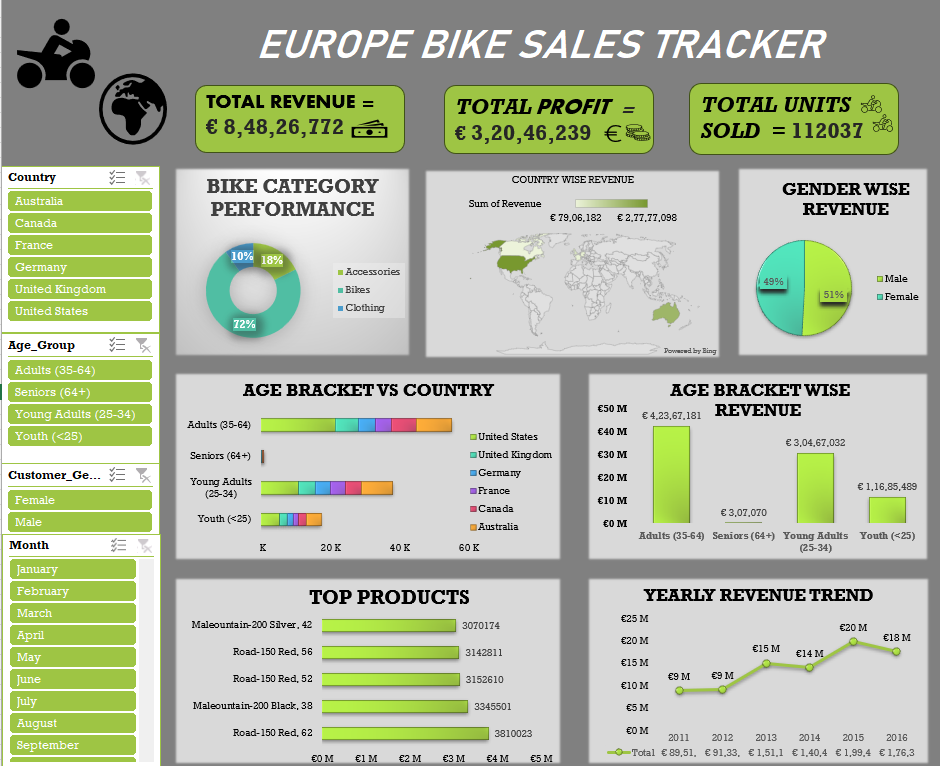 EUROPE BIKE SALES TRACKER
TOTAL REVENUE =
€ 8,48,26,772
TOTAL PROFIT =
€ 3,20,46,239 €
TOTAL UNITS
SOLD = 112037
Country
Australia
Canada
France
Germany
United Kingdom
United States
Age_Group
Adults (35-64)
Seniors (64+)
Young Adults (25-34)
Youth (<25)
Customer_Ge...
Female
Male
Month
January
February
March
April
May
June
July
August
September
BIKE CATEGORY
PERFORMANCE
10%
18%
72%
Accessories
Bikes
Clothing
COUNTRY WISE REVENUE
Sum of Revenue
€ 79,06,182 € 2,77,77,098
Powered by Bing
GENDER WISE
REVENUE
49%
51%
Male
Female
AGE BRACKET VS COUNTRY
Adults (35-64)
Seniors (64+)
Young Adults
(25-34)
Youth (<25)
K 20 K 40 K 60 K
United States
United Kingdom
Germany
France
Canada
Australia
AGE BRACKET WISE
REVENUE
€50 M
€40 M
€30 M
€20 M
€10 M
€0 M
€ 4,23,67,181
€ 3,07,070
€ 3,04,67,032
€ 1,16,85,489
Adults (35-64) Seniors (64+) Young Adults Youth (<25)
(25-34)
TOP PRODUCTS
Maleountain-200 Silver, 42 3070174
Road-150 Red, 56 3142811
Road-150 Red, 52 3152610
Maleountain-200 Black, 38 3345501
Road-150 Red, 62 3810023
€0 M €1 M €2 M €3 M €4 M €5 M
YEARLY REVENUE TREND
€25 M
€20 M
€15 M
€10 M
€5 M
€0 M
€9 M
€9 M
€15 M
€14 M
€20 M
€18 M
2011 2012 2013 2014 2015 2016
Total € 89,51, € 91,33, € 1,51,1 € 1,40,4 € 1,99,4 € 1,76,3